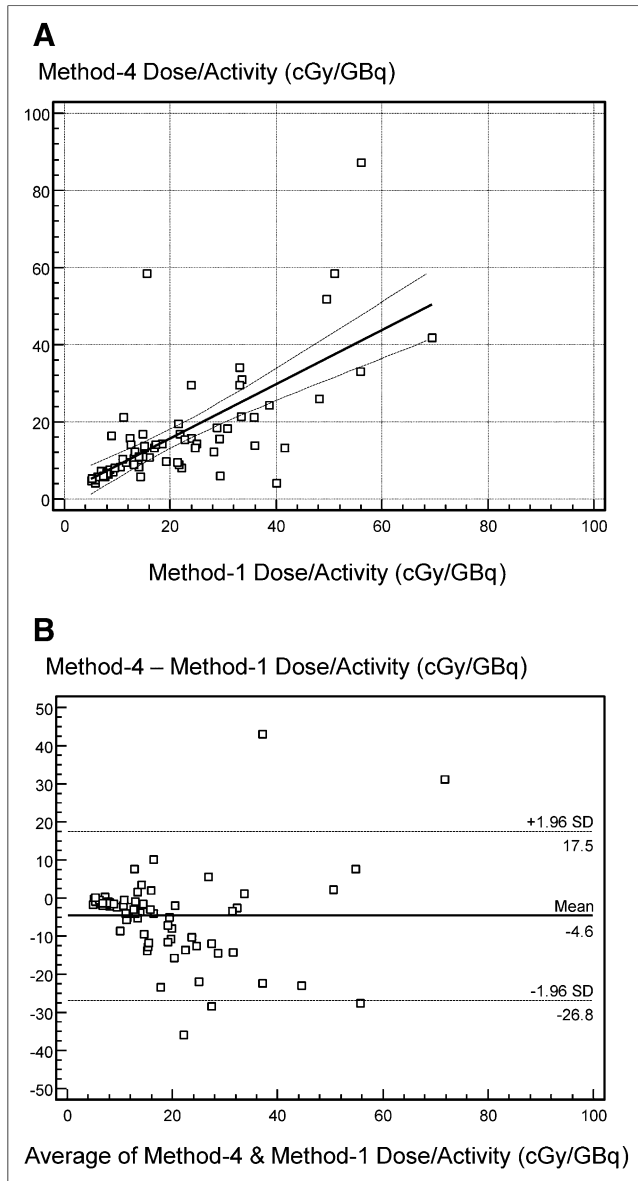 A
Method-4 Dose/Activity (cGy/GBq)
100
80
60
40
20
0
0 20 40 60 80 100
Method-1 Dose/Activity (cGy/GBq)
B
Method-4 – Method-1 Dose/Activity (cGy/GBq)
50
40
30
20
+1.96 SD
17.5
10
0
Mean
-4.6
-10
-20
-1.96 SD
-26.8
-30
-40
-50
0 20 40 60 80 100
Average of Method-4 & Method-1 Dose/Activity (cGy/GBq)